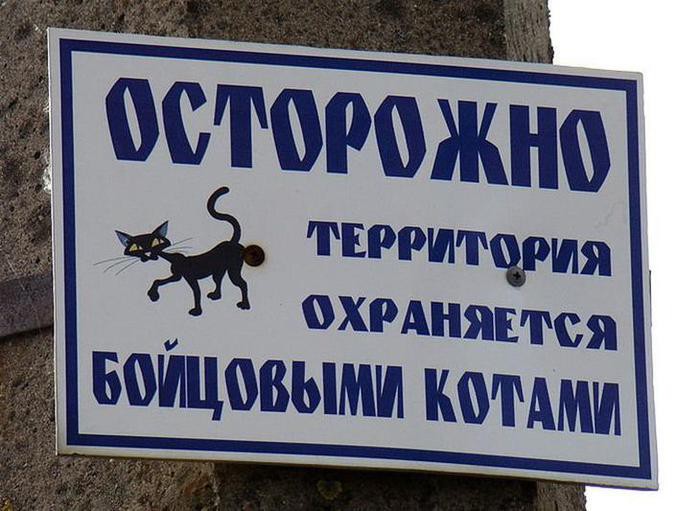 ОСТОРОЖНО
ТЕРРИТОРИЯ
ОХРАНЯЕТСЯ
БОЙЦОВЫМИ КОТАМИ